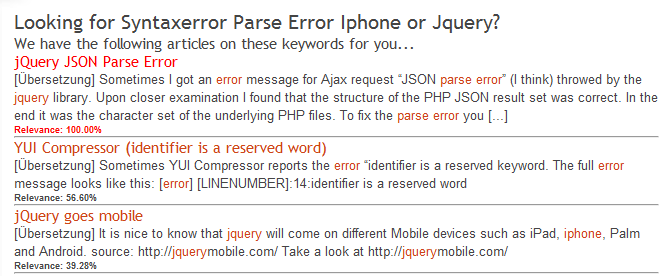 Looking for Syntaxerror Parse Error Iphone or Jquery?
We have the following articles on these keywords for you...
jQuery JSON Parse Error
[Übersetzung] Sometimes I got an error message for Ajax request “JSON parse error” (I think) throwed by the
jquery library. Upon closer examination I found that the structure of the PHP JSON result set was correct. In the
end it was the character set of the underlying PHP files. To fix the parse error you [...]
Relevance: 100.00%
YUI Compressor (identifier is a reserved word)
[Übersetzung] Sometimes YUI Compressor reports the error “identifier is a reserved keyword. The full error
message looks like this: [error] [LINENUMBER]:14:identifier is a reserved word
Relevance: 56.60%
jQuery goes mobile
[Übersetzung] It is nice to know that jquery will come on different Mobile devices such as iPad, iphone, Palm
and Android. source: http://jquerymobile.com/ Take a look at http://jquerymobile.com/
Relevance: 39.28%